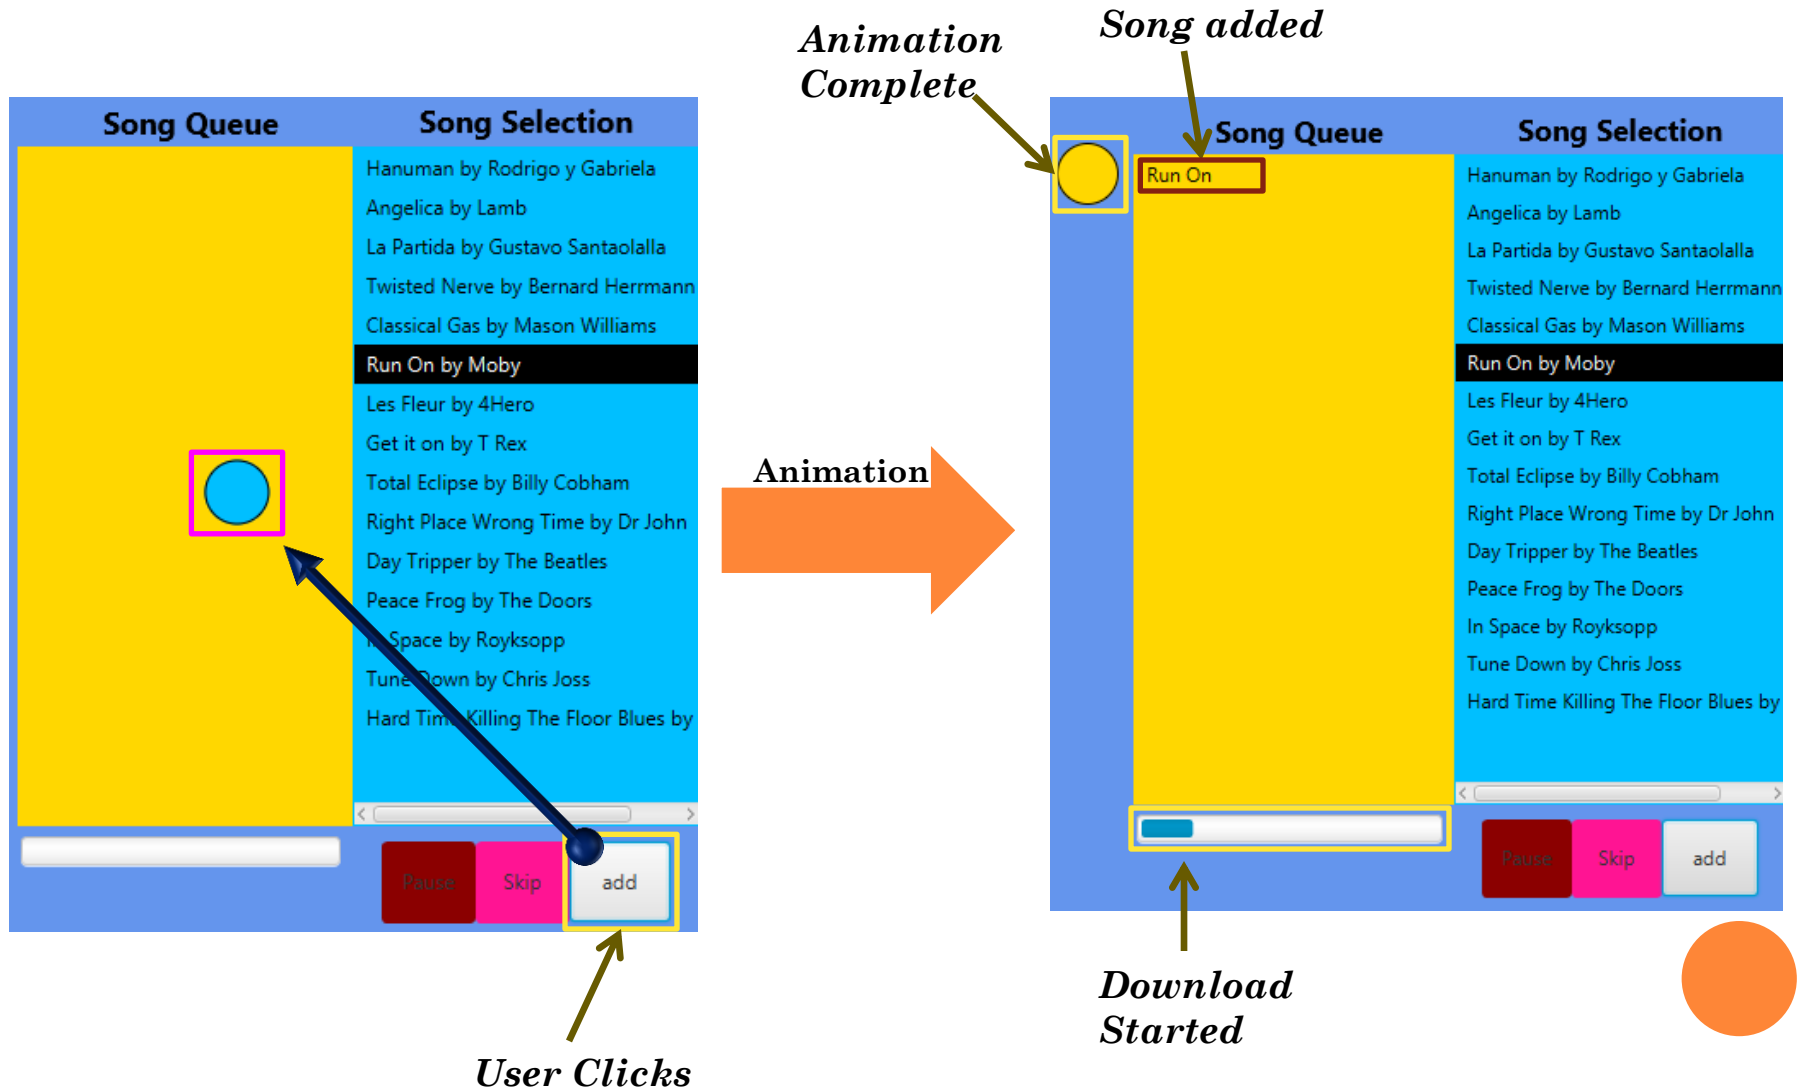 Animation
Complete
Song added
Song Queue
Song Selection
Hanuman by Rodrigo y Gabriela
Angelica by Lamb
La Partida by Gustavo Santaolalla
Twisted Nerve by Bernard Herrmann
Classical Gas by Mason Williams
Run On by Moby
Les Fleur by 4Hero
Get it on by T Rex
Total Eclipse by Billy Cobham
Right Place Wrong Time by Dr John
Day Tripper by The Beatles
Peace Frog by The Doors
In Space by Royksopp
Tune Down by Chris Joss
Hard Time Killing The Floor Blues by
Pause
Skip
add
User Clicks
Animation
Song Queue
Song Selection
Run On
Hanuman by Rodrigo y Gabriela
Angelica by Lamb
La Partida by Gustavo Santaolalla
Twisted Nerve by Bernard Herrmann
Classical Gas by Mason Williams
Run On by Moby
Les Fleur by 4Hero
Get it on by T Rex
Total Eclipse by Billy Cobham
Right Place Wrong Time by Dr John
Day Tripper by The Beatles
Peace Frog by The Doors
In Space by Royksopp
Tune Down by Chris Joss
Hard Time Killing The Floor Blues by
Pause
Skip
add
Download
Started